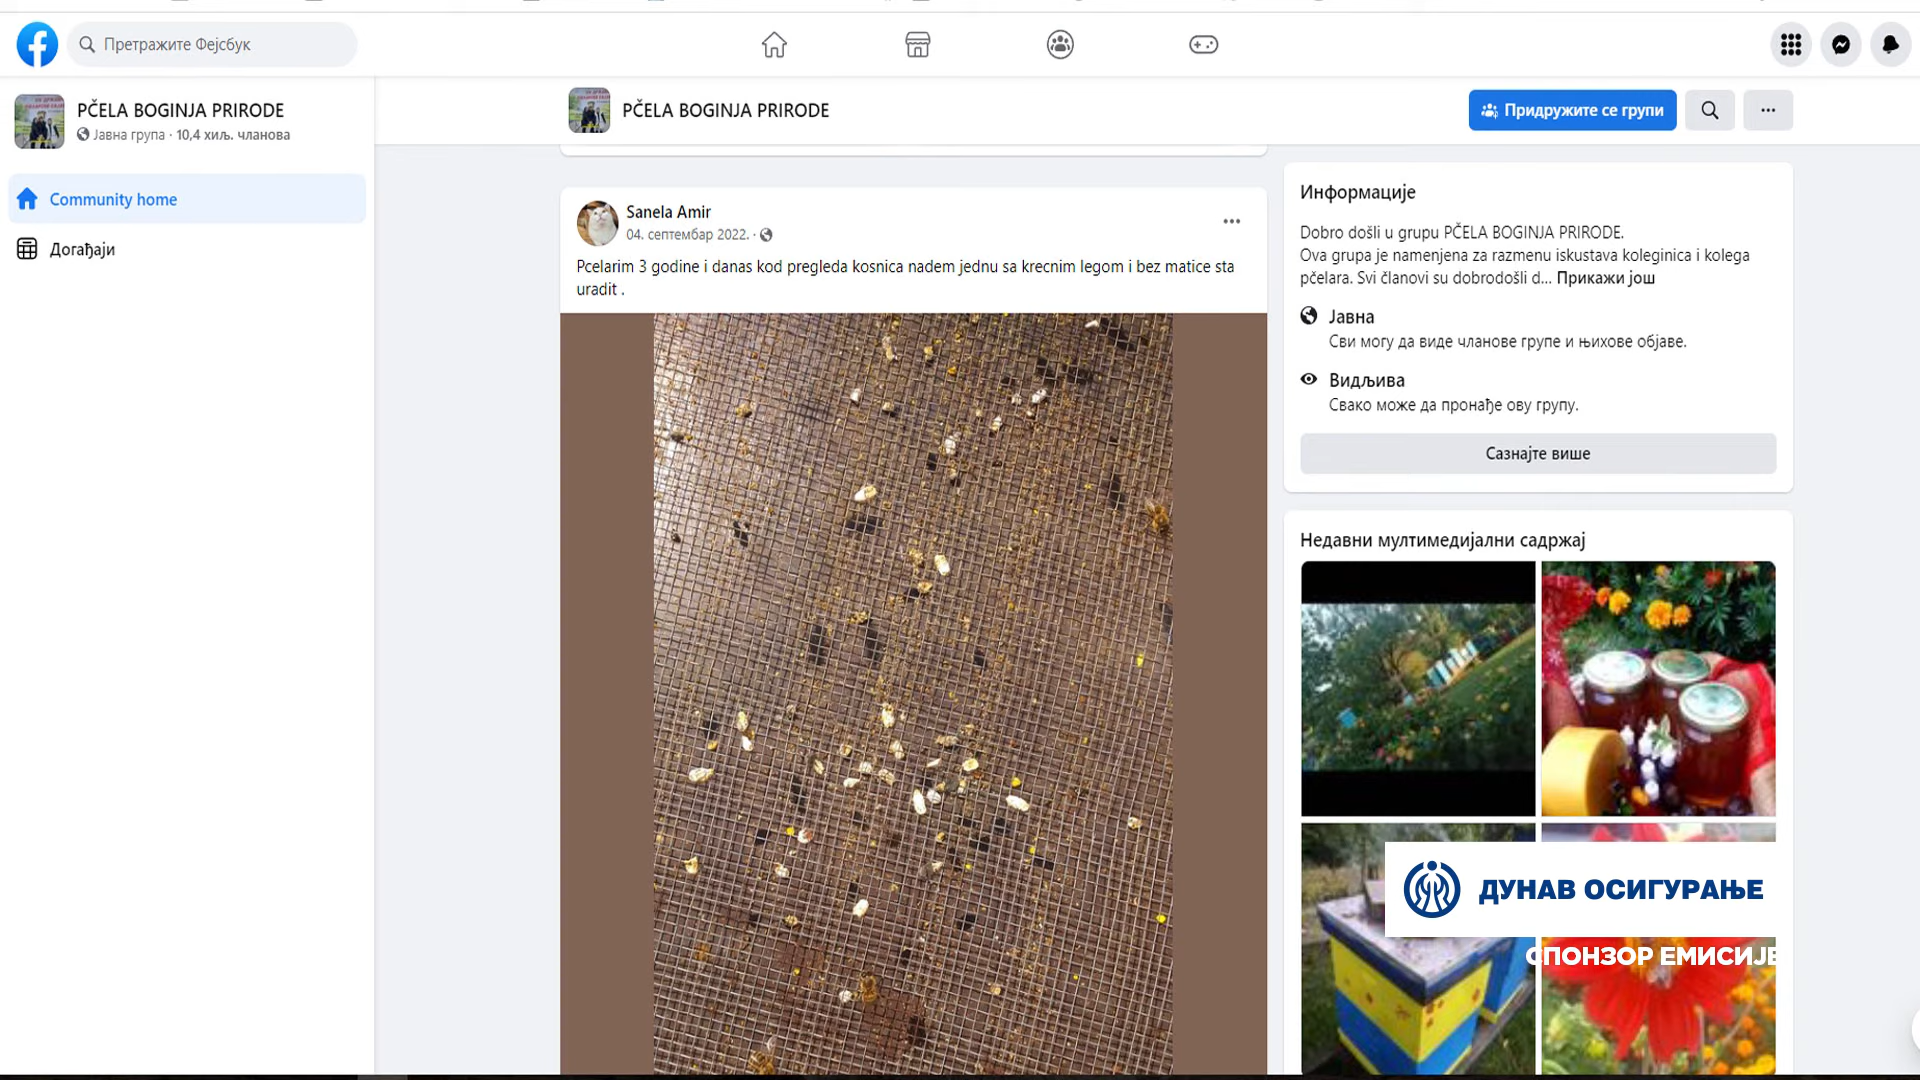 Претражите Фејсбук
PČELA BOGINJA PRIRODE
Јавна група · 10,4 хиљ. чланова
Community home
Догађаји
PČELA BOGINJA PRIRODE
Придружите се групи
Sanela Amir
04. септембар 2022. ·
Pcelarim 3 godine i danas kod pregleda kosnica nadem jednu sa krecnim legom i bez matice sta
uradit .
Информације
Dobro došli u grupu PČELA BOGINJA PRIRODE.
Ova grupa je namenjena za razmenu iskustava koleginica i kolega
pčelara. Svi članovi su dobrodošli d... Прикажи још
Јавна
Сви могу да виде чланове групе и њихове објаве.
Видљива
Свако може да пронађе ову групу.
Сазнајте више
Недавни мултимедијални садржај
ДУНАВ ОСИГУРАЊЕ
СПОНЗОР ЕМИСИЈЕ